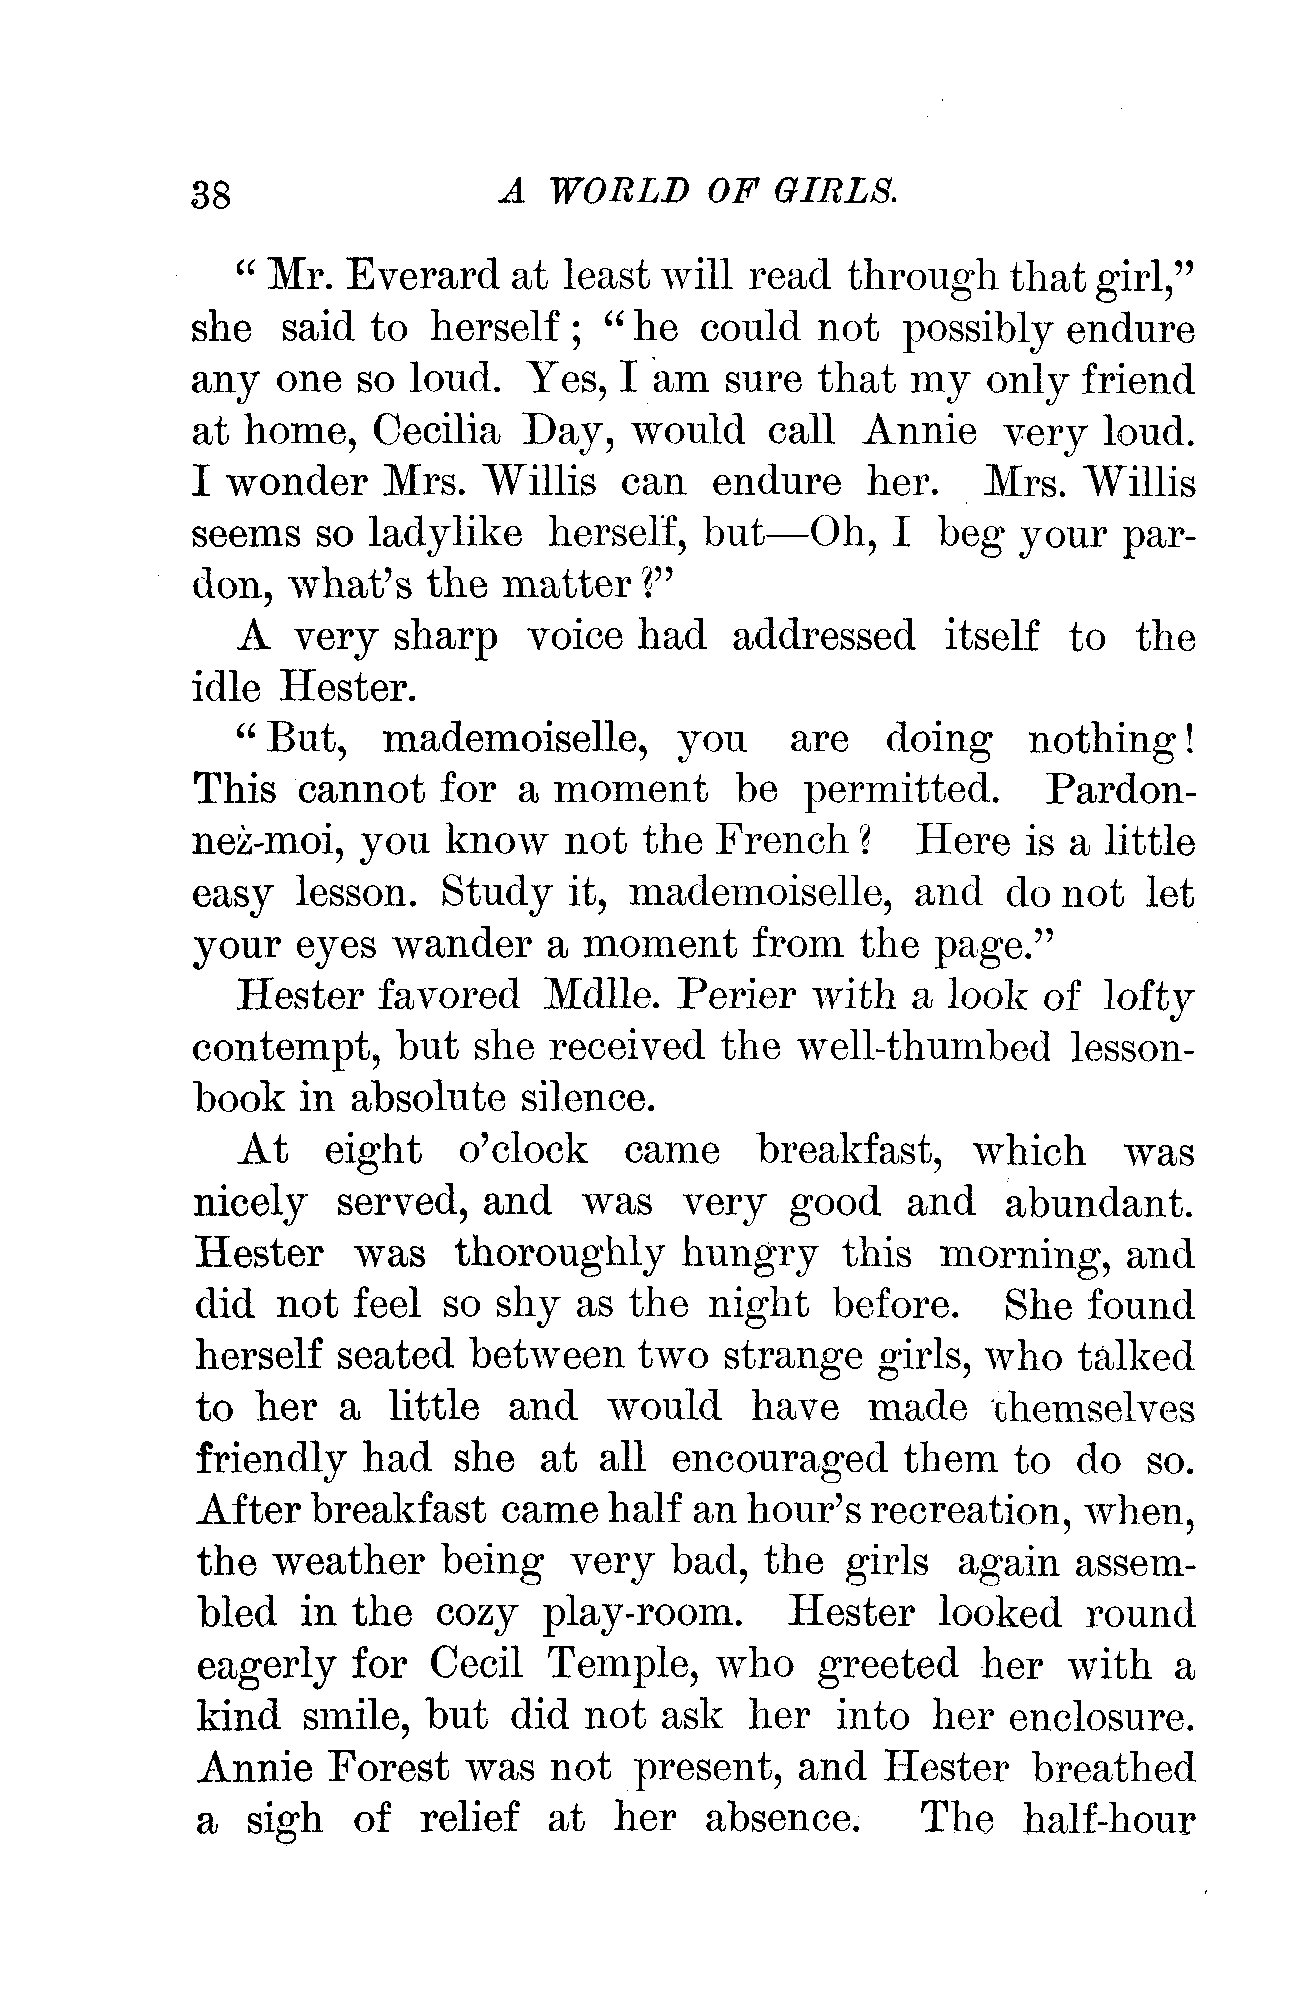 38 A WORLD OF GIRLS.
“Mr. Everard at least will read through that girl,”
she said to herself; “he could not possibly endure
any one so loud. Yes, I am sure that my only friend
at home, Cecilia Day, would call Annie very loud.
I wonder Mrs. Willis can endure her. Mrs. Willis
seems so ladylike herself, but—Oh, I beg your par-
don, what’s the matter?”
A very sharp voice had addressed itself to the
idle Hester.
“But, mademoiselle, you are doing nothing!
This cannot for a moment be permitted. Pardon-
nez-moi, you know not the French? Here is a little
easy lesson. Study it, mademoiselle, and do not let
your eyes wander a moment from the page.”
Hester favored Mdlle. Perier with a look of lofty
contempt, but she received the well-thumbed lesson-
book in absolute silence.
At eight o’clock came breakfast, which was
nicely served, and was very good and abundant.
Hester was thoroughly hungry this morning, and
did not feel so shy as the night before. She found
herself seated between two strange girls, who talked
to her a little and would have made themselves
friendly had she at all encouraged them to do so.
After breakfast came half an hour’s recreation, when,
the weather being very bad, the girls again assem-
bled in the cozy play-room. Hester looked round
eagerly for Cecil Temple, who greeted her with a
kind smile, but did not ask her into her enclosure.
Annie Forest was not present, and Hester breathed
a sigh of relief at her absence. The half-hour